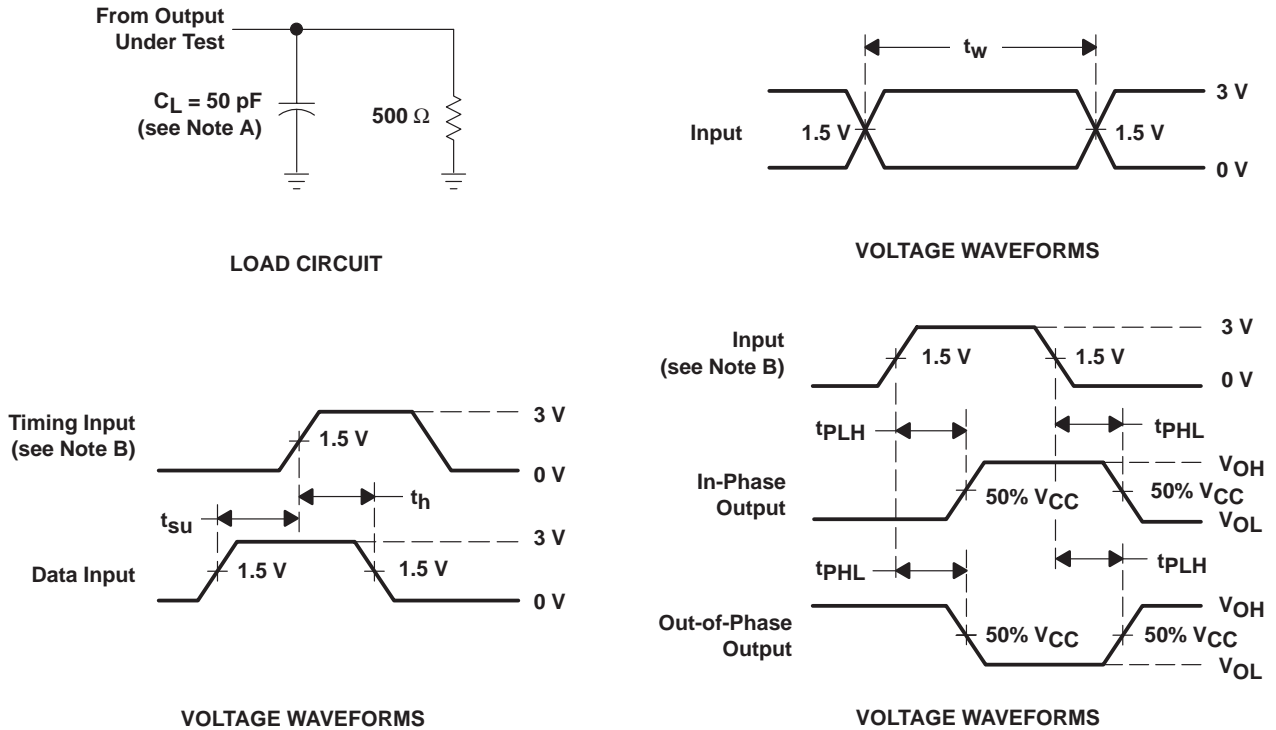 From Output
Under Test
CL = 50 pF
(see Note A)
500 Ω
LOAD CIRCUIT
tw
Input
1.5 V
1.5 V
3 V
0 V
VOLTAGE WAVEFORMS
Timing Input
(see Note B)
1.5 V
3 V
0 V
th
tsu
Data Input
1.5 V
1.5 V
3 V
0 V
VOLTAGE WAVEFORMS
Input
(see Note B)
1.5 V
1.5 V
3 V
0 V
tPLH
tPHL
In-Phase
Output
50% VCC
50% VCC
VOH
VOL
tPHL
tPLH
Out-of-Phase
Output
50% VCC
50% VCC
VOH
VOL
VOLTAGE WAVEFORMS